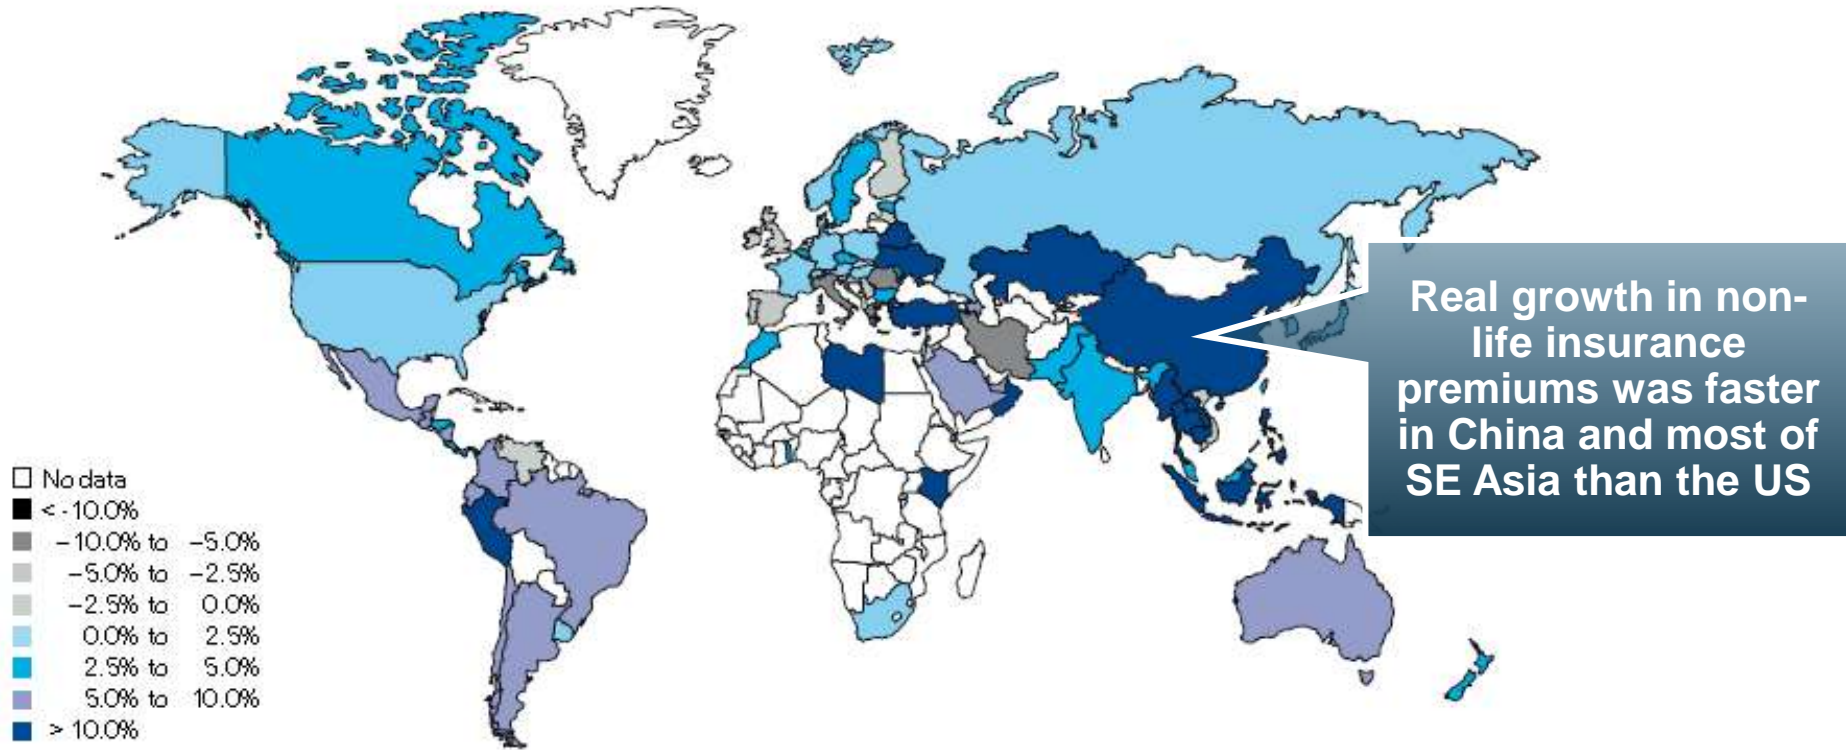 Real growth in non-
life insurance
premiums was faster
in China and most of
SE Asia than the US
No data
< -10.0%
-10.0% to -5.0%
-5.0% to -2.5%
-2.5% to 0.0%
0.0% to 2.5%
2.5% to 5.0%
5.0% to 10.0%
> 10.0%